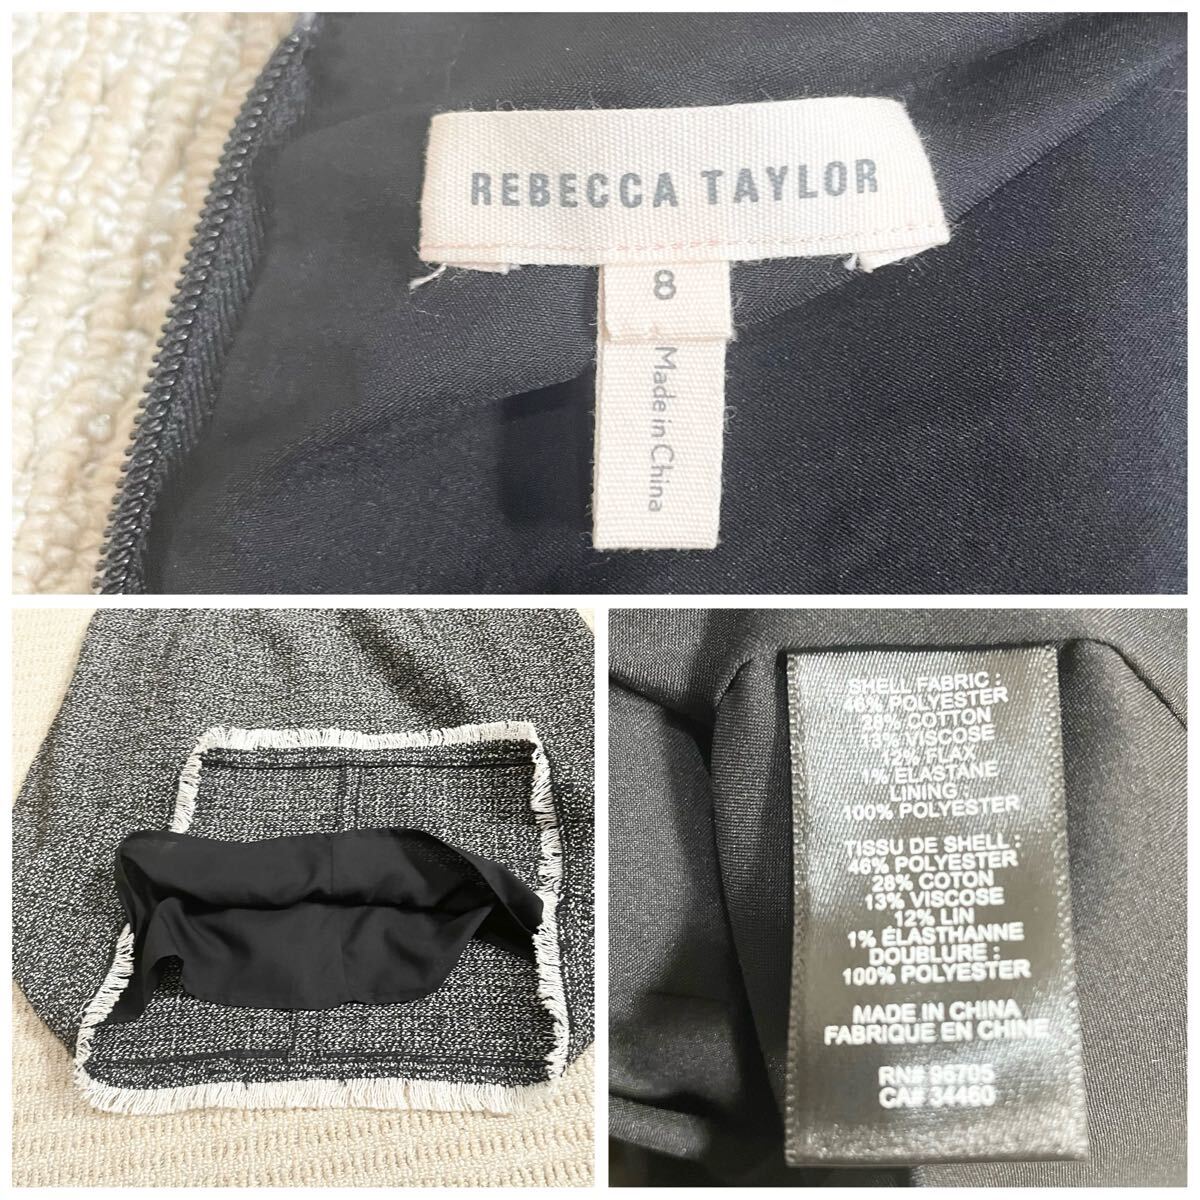 REBECCA TAYLOR
8
Made in China
SHELL FABRIC :
46% POLYESTER
28% COTTON
13% VISCOSE
12% FLAX
1% ELASTANE
LINING :
100% POLYESTER
TISSU DE SHELL :
46% POLYESTER
28% COTON
13% VISCOSE
12% LIN
1% ÉLASTHANNE
DOUBLURE :
100% POLYESTER
MADE IN CHINA
FABRIQUE EN CHINE
RN# 96705
CA# 34460